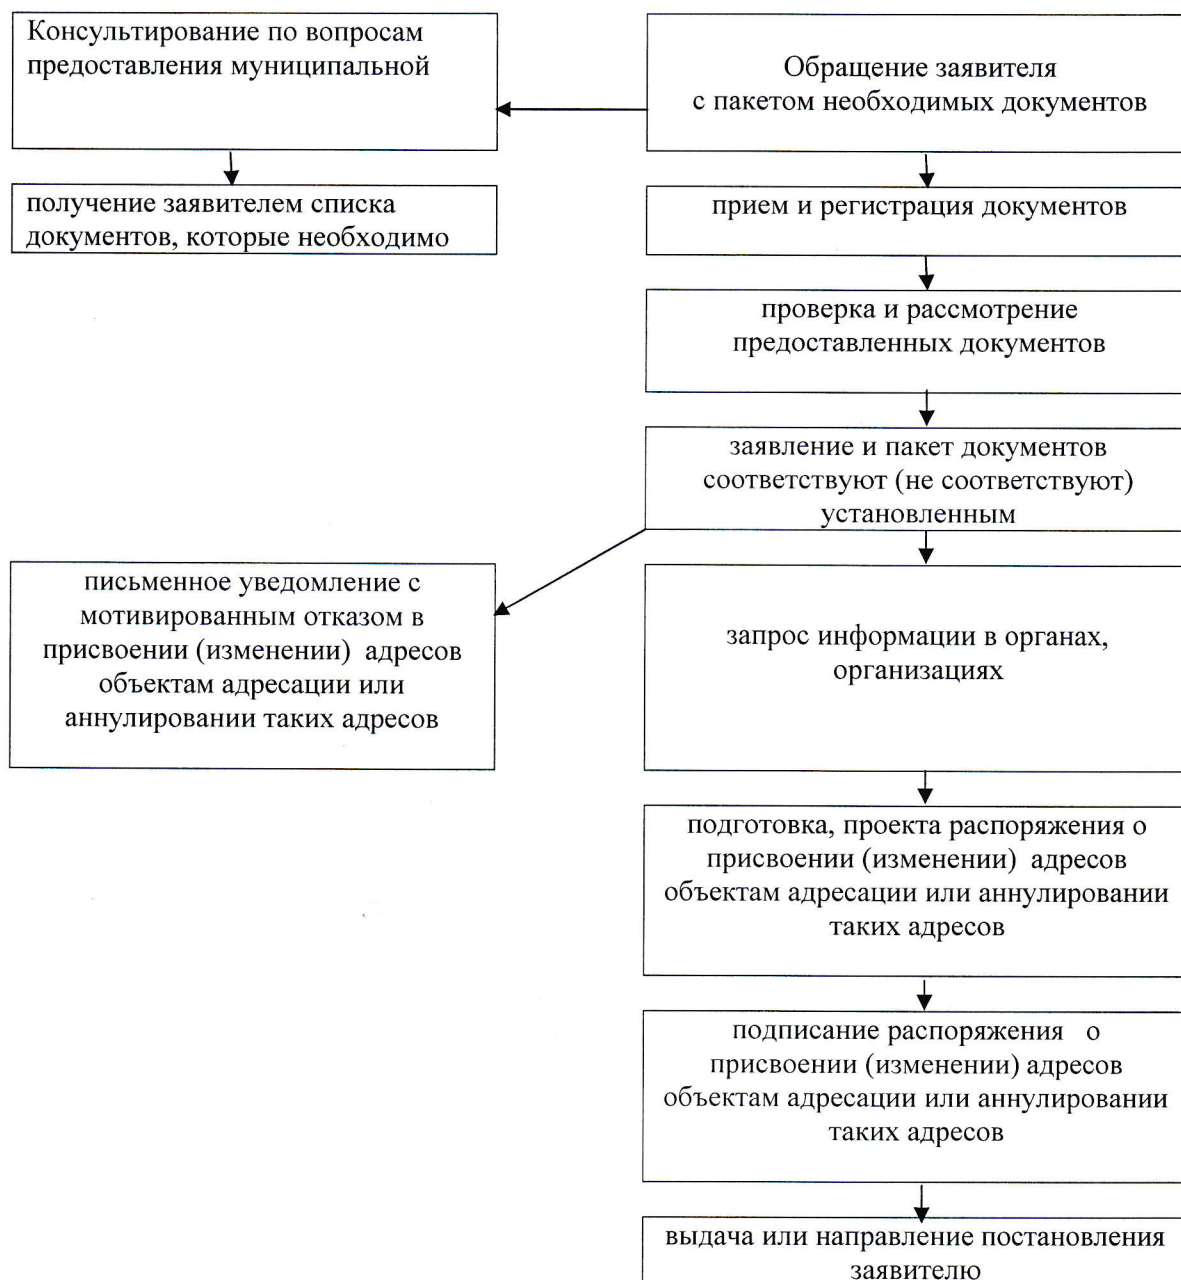 Консультирование по вопросам
предоставления муниципальной
Обращение заявителя
с пакетом необходимых документов
получение заявителем списка
документов, которые необходимо
прием и регистрация документов
проверка и рассмотрение
предоставленных документов
заявление и пакет документов
соответствуют (не соответствуют)
установленным
письменное уведомление с
мотивированным отказом в
присвоении (изменении) адресов
объектам адресации или
аннулировании таких адресов
запрос информации в органах,
организациях
подготовка, проекта распоряжения о
присвоении (изменении) адресов
объектам адресации или аннулировании
таких адресов
подписание распоряжения о
присвоении (изменении) адресов
объектам адресации или аннулировании
таких адресов
выдача или направление постановления
заявителю